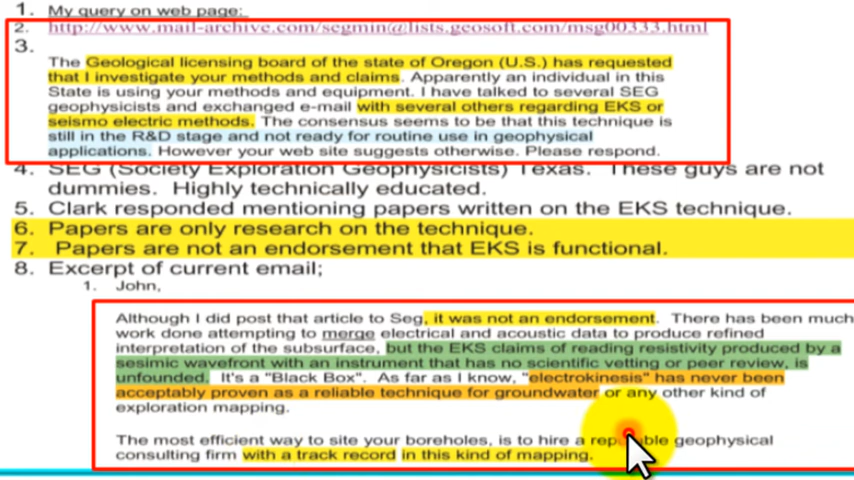 1. My query on web page:
2. http://www.mail-archive.com/segmin@lists.geosoft.com/msg00333.html
3.
The Geological licensing board of the state of Oregon (U.S.) has requested
that I investigate your methods and claims. Apparently an individual in this
State is using your methods and equipment. I have talked to several SEG
geophysicists and exchanged e-mail with several others regarding EKS or
seismo electric methods. The consensus seems to be that this technique is
still in the R&D stage and not ready for routine use in geophysical
applications. However your web site suggests otherwise. Please respond.
4. SEG (Society Exploration Geophysicists) Texas. These guys are not
dummies. Highly technically educated.
5. Clark responded mentioning papers written on the EKS technique.
6. Papers are only research on the technique.
7. Papers are not an endorsement that EKS is functional.
8. Excerpt of current email;
1. John,
Although I did post that article to Seg, it was not an endorsement. There has been much
work done attempting to merge electrical and acoustic data to produce refined
interpretation of the subsurface, but the EKS claims of reading resistivity produced by a
sesimic wavefront with an instrument that has no scientific vetting or peer review, is
unfounded. It's a "Black Box". As far as I know, "electrokinesis" has never been
acceptably proven as a reliable technique for groundwater or any other kind of
exploration mapping.
The most efficient way to site your boreholes, is to hire a reputable geophysical
consulting firm with a track record in this kind of mapping.